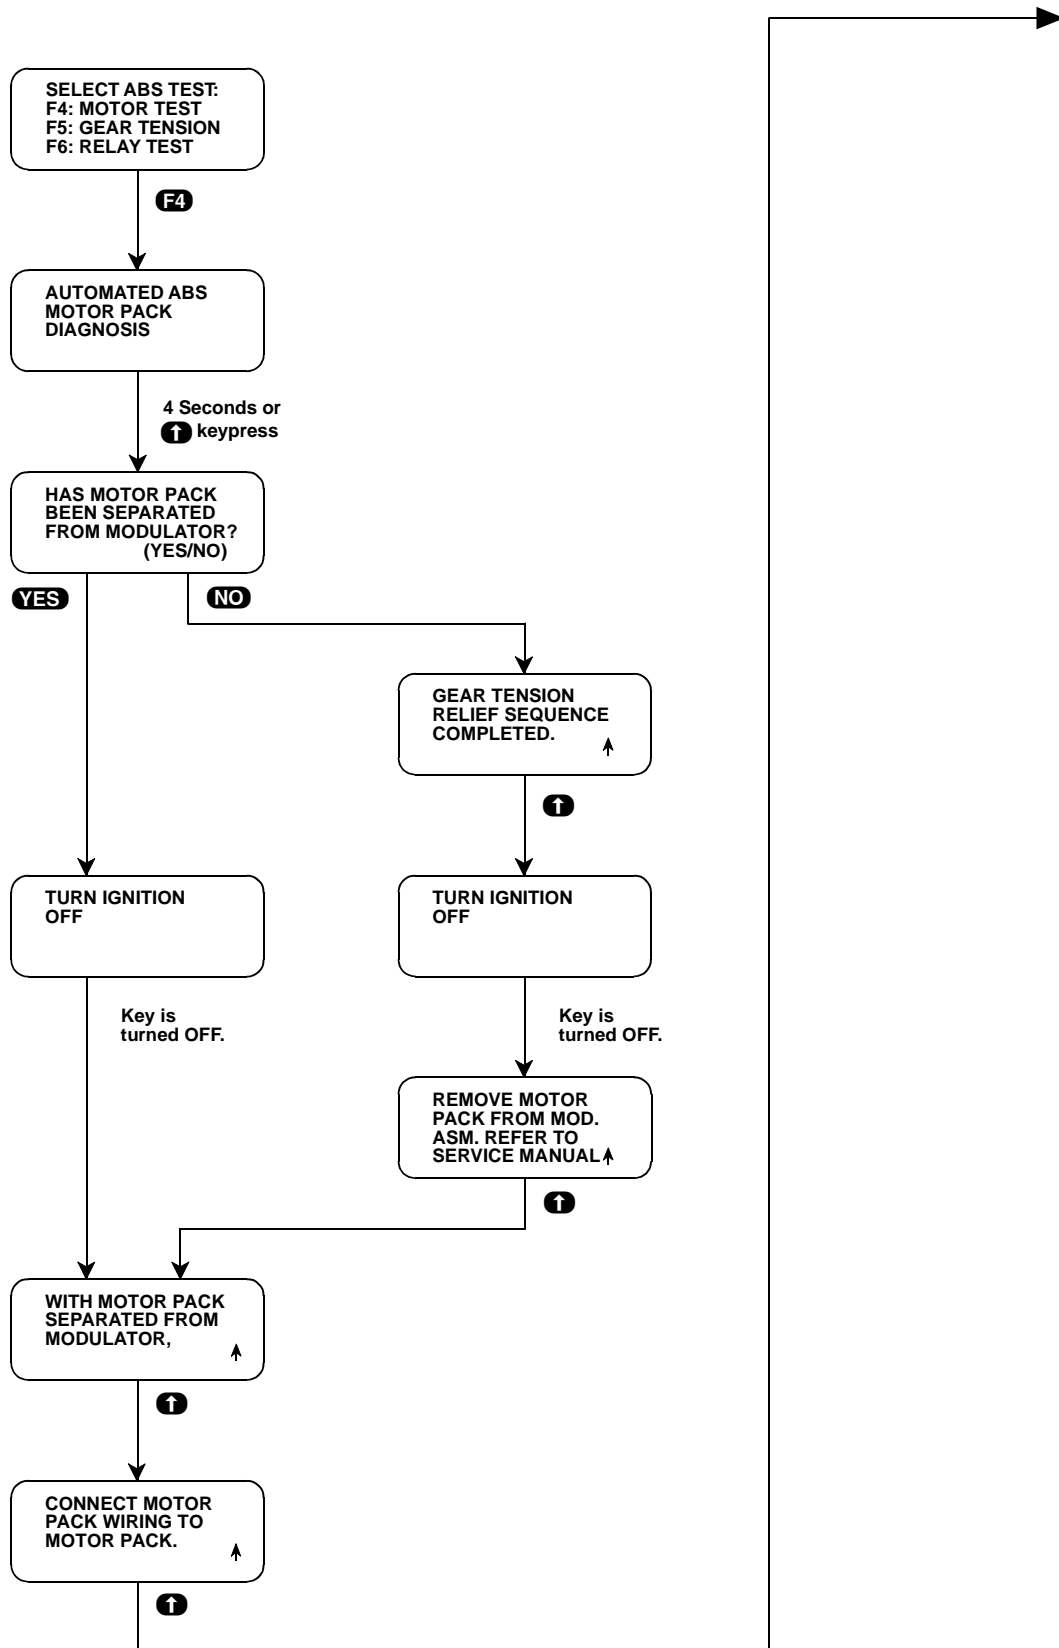 SELECT ABS TEST:
F4: MOTOR TEST
F5: GEAR TENSION
F6: RELAY TEST
F4
AUTOMATED ABS
MOTOR PACK
DIAGNOSIS
4 Seconds or
keypress
HAS MOTOR PACK
BEEN SEPARATED
FROM MODULATOR?
(YES/NO)
YES
NO
GEAR TENSION
RELIEF SEQUENCE
COMPLETED.
TURN IGNITION
OFF
TURN IGNITION
OFF
Key is
turned OFF.
Key is
turned OFF.
REMOVE MOTOR
PACK FROM MOD.
ASM. REFER TO
SERVICE MANUAL
WITH MOTOR PACK
SEPARATED FROM
MODULATOR,
CONNECT MOTOR
PACK WIRING TO
MOTOR PACK.